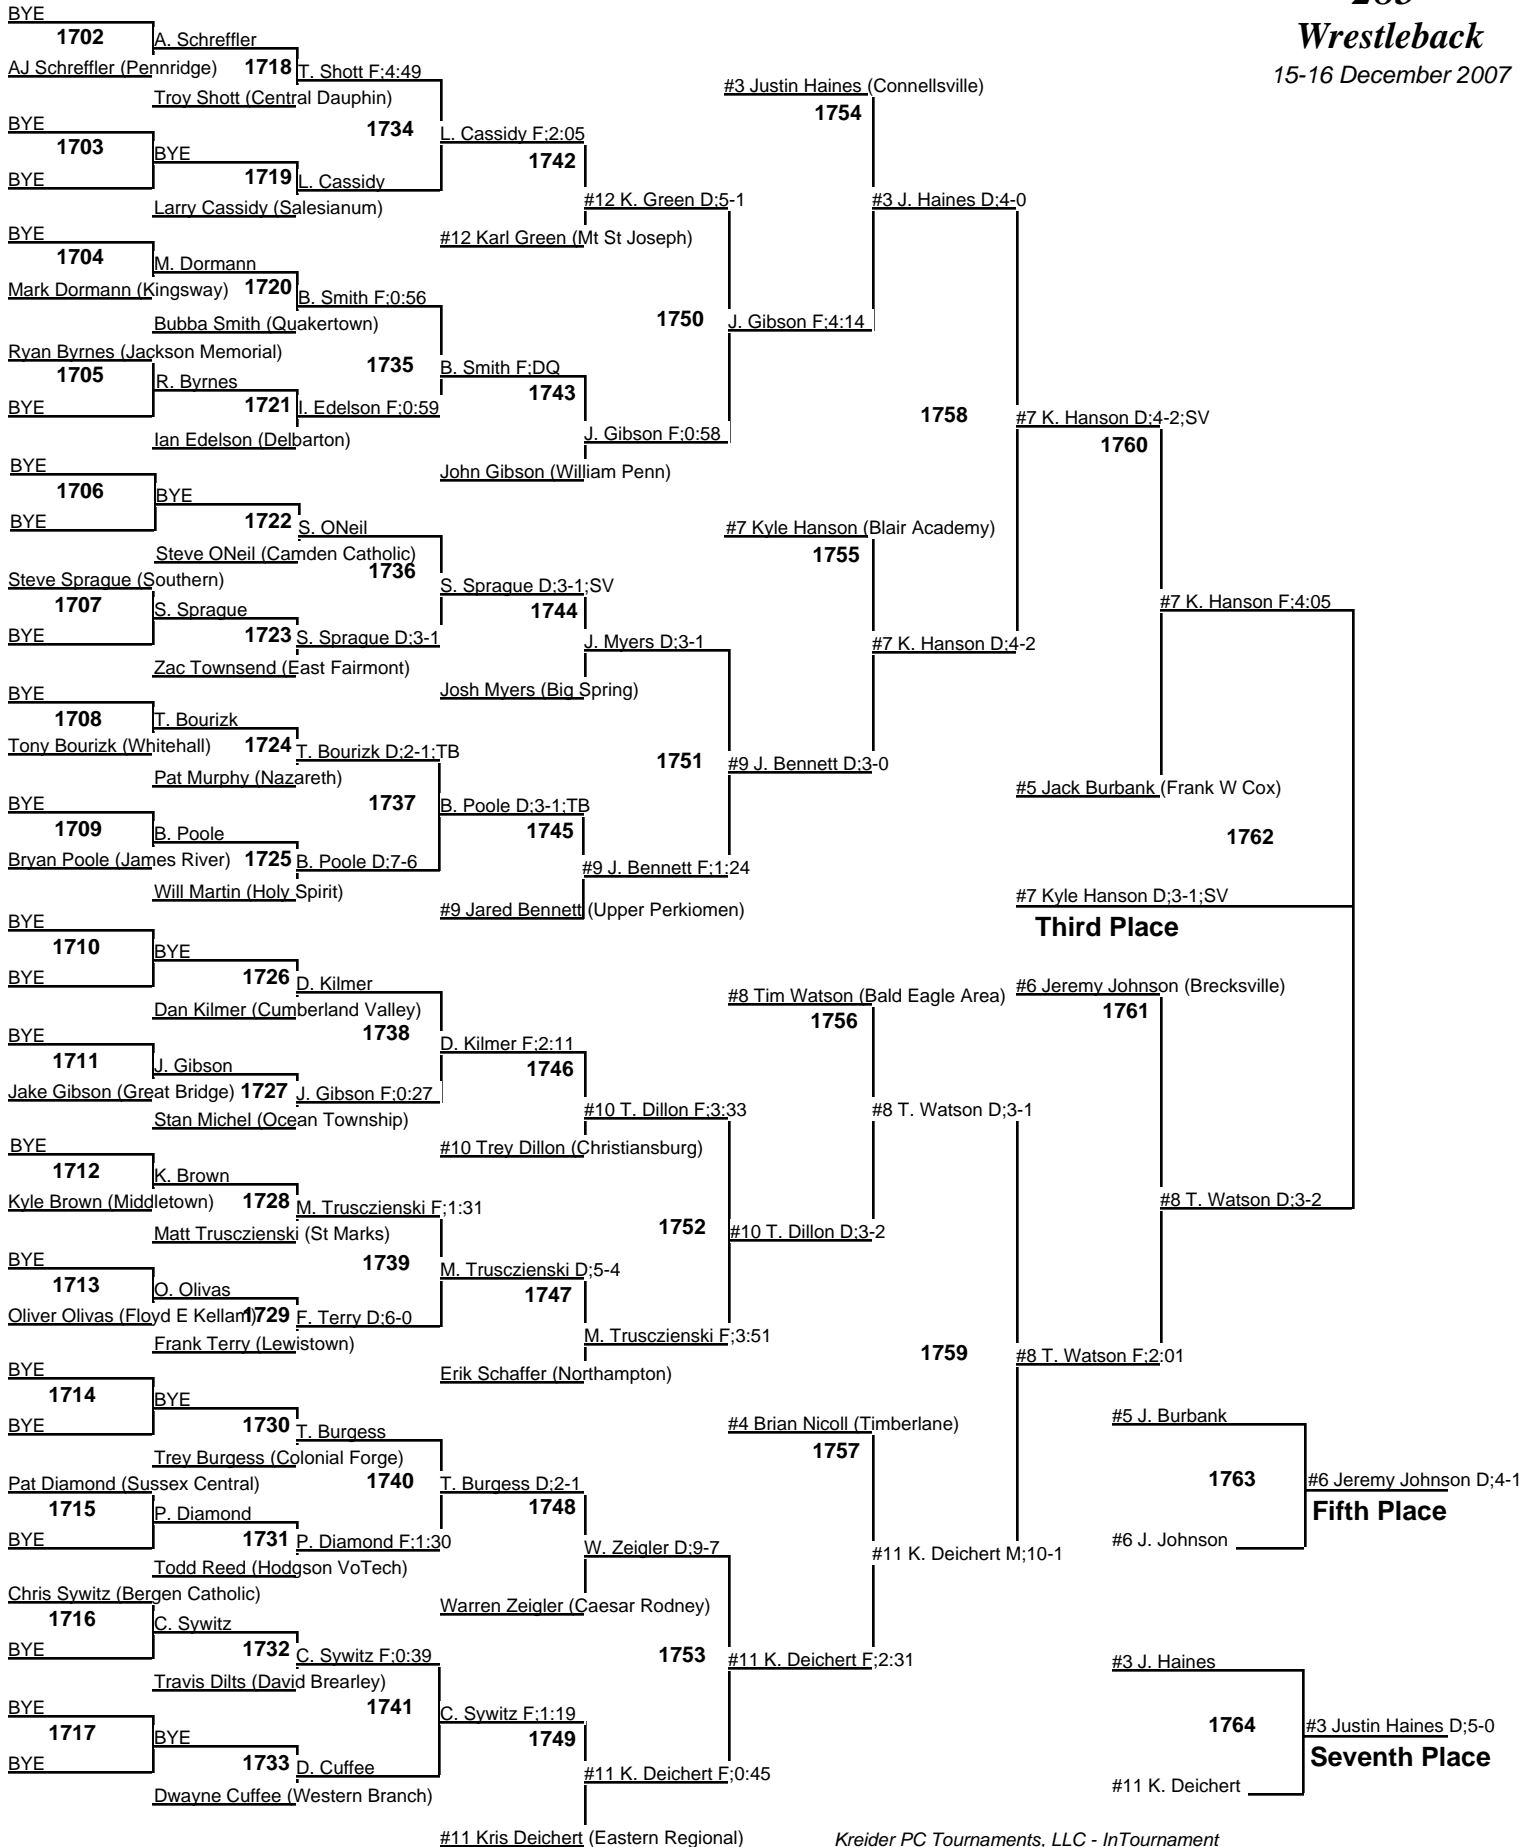 285
Wrestleback
15-16 December 2007
BYE
1702
A. Schreffler
AJ Schreffler (Pennridge)
1718
T. Shott F;4:49
Troy Shott (Central Dauphin)
1734
BYE
1703
BYE
BYE
1719
L. Cassidy
Larry Cassidy (Salesianum)
L. Cassidy F;2:05
1742
#12 K. Green D;5-1
#12 Karl Green (Mt St Joseph)
BYE
1704
M. Dormann
Mark Dormann (Kingsway)
1720
B. Smith F;0:56
Bubba Smith (Quakertown)
1735
Ryan Byrnes (Jackson Memorial)
1705
R. Byrnes
BYE
1721
I. Edelson F;0:59
Ian Edelson (Delbarton)
B. Smith F;DQ
1743
J. Gibson F;0:58
John Gibson (William Penn)
1750
J. Gibson F;4:14
#3 Justin Haines (Connellsville)
1754
#3 J. Haines D;4-0
BYE
1706
BYE
BYE
1722
S. ONeil
Steve ONeil (Camden Catholic)
1736
Steve Sprague (Southern)
1707
S. Sprague
BYE
1723
S. Sprague D;3-1
Zac Townsend (East Fairmont)
S. Sprague D;3-1;SV
1744
J. Myers D;3-1
Josh Myers (Big Spring)
BYE
1708
T. Bourizk
Tony Bourizk (Whitehall)
1724
T. Bourizk D;2-1;TB
Pat Murphy (Nazareth)
1737
BYE
1709
B. Poole
Bryan Poole (James River)
1725
B. Poole D;7-6
Will Martin (Holy Spirit)
B. Poole D;3-1;TB
1745
#9 J. Bennett F;1:24
#9 Jared Bennett (Upper Perkiomen)
1751
#9 J. Bennett D;3-0
#7 Kyle Hanson (Blair Academy)
1755
#7 K. Hanson D;4-2
1758
#7 K. Hanson D;4-2;SV
1760
#7 K. Hanson F;4:05
#5 Jack Burbank (Frank W Cox)
1762
#7 Kyle Hanson D;3-1;SV
Third Place
BYE
1710
BYE
BYE
1726
D. Kilmer
Dan Kilmer (Cumberland Valley)
1738
BYE
1711
J. Gibson
Jake Gibson (Great Bridge)
1727
J. Gibson F;0:27
Stan Michel (Ocean Township)
D. Kilmer F;2:11
1746
#10 T. Dillon F;3:33
#10 Trey Dillon (Christiansburg)
BYE
1712
K. Brown
Kyle Brown (Middletown)
1728
M. Trusczienski F;1:31
Matt Trusczienski (St Marks)
1739
BYE
1713
O. Olivas
Oliver Olivas (Floyd E Kellam)
1729
F. Terry D;6-0
Frank Terry (Lewistown)
M. Trusczienski D;5-4
1747
M. Trusczienski F;3:51
Erik Schaffer (Northampton)
1752
#10 T. Dillon D;3-2
#8 Tim Watson (Bald Eagle Area)
1756
#8 T. Watson D;3-1
#6 Jeremy Johnson (Brecksville)
1761
#8 T. Watson D;3-2
1759
#8 T. Watson F;2:01
BYE
1714
BYE
BYE
1730
T. Burgess
Trey Burgess (Colonial Forge)
1740
Pat Diamond (Sussex Central)
1715
P. Diamond
BYE
1731
P. Diamond F;1:30
Todd Reed (Hodgson VoTech)
T. Burgess D;2-1
1748
W. Zeigler D;9-7
Warren Zeigler (Caesar Rodney)
Chris Sywitz (Bergen Catholic)
1716
C. Sywitz
BYE
1732
C. Sywitz F;0:39
Travis Dilts (David Brearley)
1741
BYE
1717
BYE
BYE
1733
D. Cuffee
Dwayne Cuffee (Western Branch)
C. Sywitz F;1:19
1749
#11 K. Deichert F;0:45
#11 Kris Deichert (Eastern Regional)
1753
#11 K. Deichert F;2:31
#4 Brian Nicoll (Timberlane)
1757
#11 K. Deichert M;10-1
#5 J. Burbank
1763
#6 Jeremy Johnson D;4-1
Fifth Place
#6 J. Johnson
#3 J. Haines
1764
#3 Justin Haines D;5-0
Seventh Place
#11 K. Deichert
Kreider PC Tournaments, LLC - InTournament